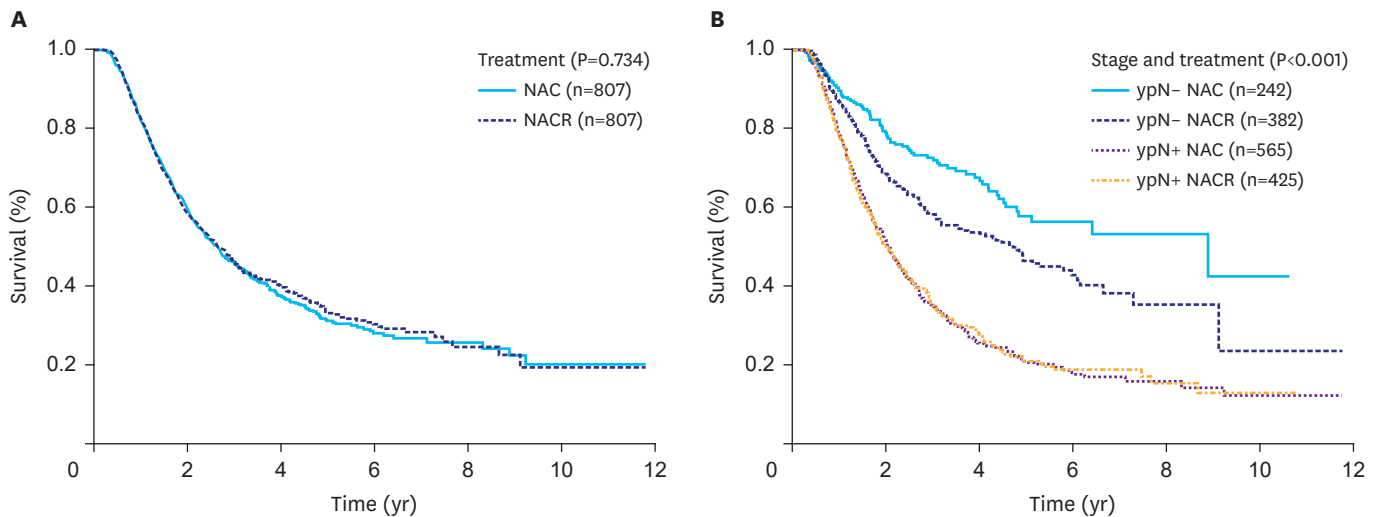 A
Treatment (P=0.734)
NAC (n=807)
NACR (n=807)
Survival (%)
1.0
0.8
0.6
0.4
0.2
0 2 4 6 8 10 12
Time (yr)
B
Stage and treatment (P<0.001)
ypN− NAC (n=242)
ypN− NACR (n=382)
ypN+ NAC (n=565)
ypN+ NACR (n=425)
Survival (%)
1.0
0.8
0.6
0.4
0.2
0 2 4 6 8 10 12
Time (yr)